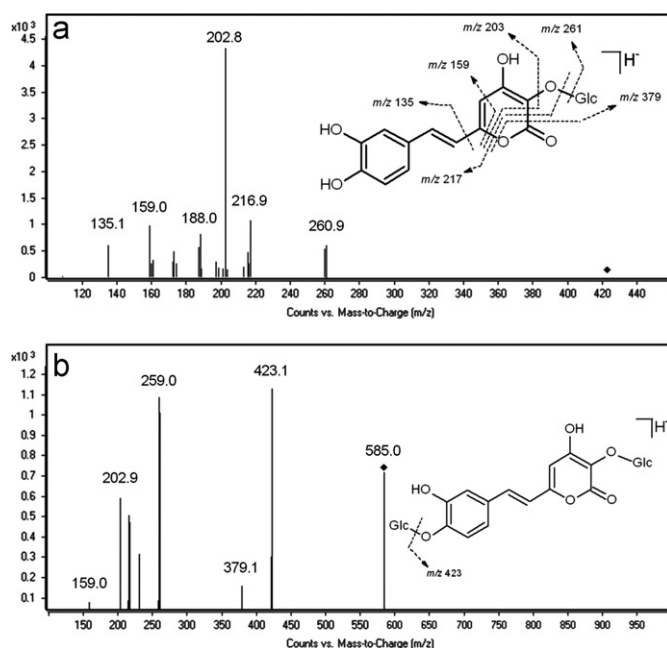 a
x10³
4.5
4
3.5
3
2.5
2
1.5
1
0.5
0
135.1
159.0
188.0
202.8
216.9
260.9
m/z 203
m/z 261
m/z 159
m/z 135
m/z 379
m/z 217
OH
O
Glc
HO
HO
O
O
H⁻
120 140 160 180 200 220 240 260 280 300 320 340 360 380 400 420 440
Counts vs. Mass-to-Charge (m/z)
b
x10³
1.2
1.1
1
0.9
0.8
0.7
0.6
0.5
0.4
0.3
0.2
0.1
159.0
202.9
259.0
379.1
423.1
585.0
OH
O
Glc
HO
O
O
Glc
O
H⁻
m/z 423
150 200 250 300 350 400 450 500 550 600 650 700 750 800 850 900 950
Counts vs. Mass-to-Charge (m/z)